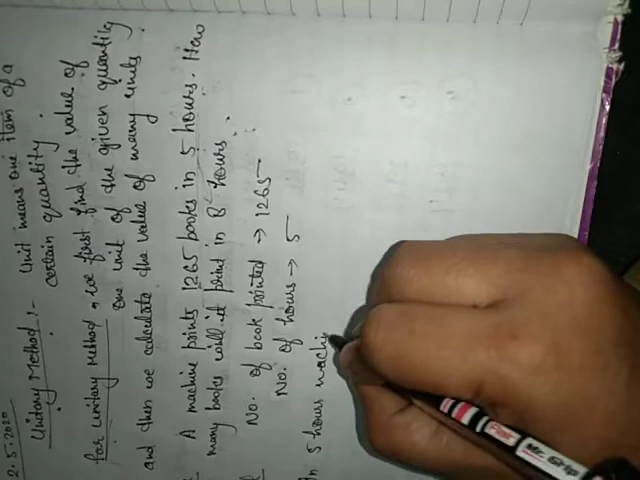 2.5.2020
Unitary Method :- Unit means one item of a
certain quantity.
for unitary method, we first find the value of
one unit of the given quantity
and then we calculate the value of many units.
A machine prints 1265 books in 5 hours. How
many books will it print in 8 hours.
No. of book printed → 1265
No. of hours → 5
In 5 hours machi
Mr. Grip